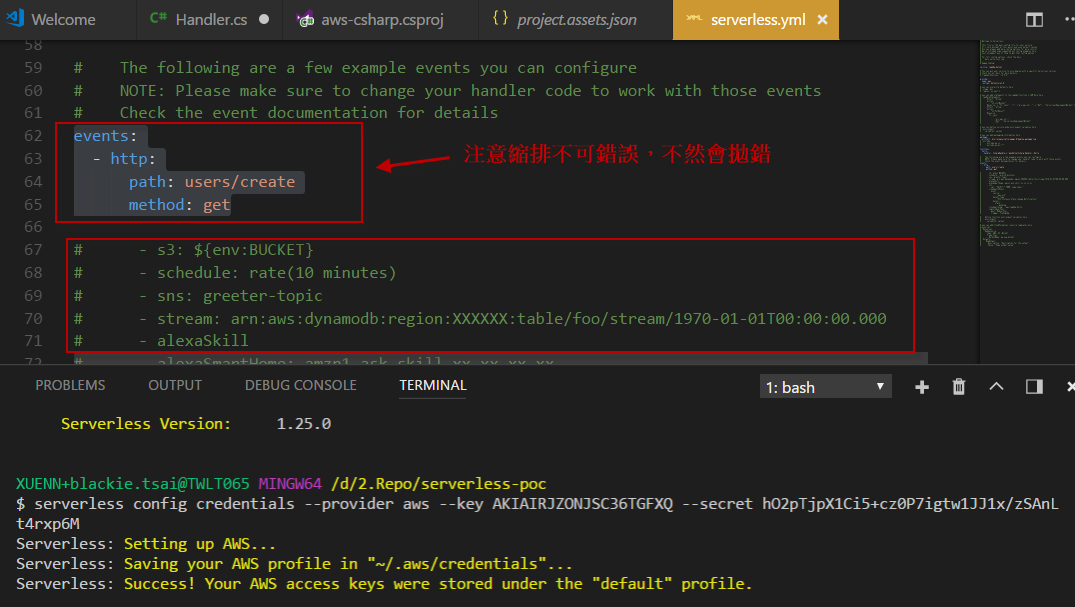 Welcome
C# Handler.cs
aws-csharp.csproj
{} project.assets.json
serverless.yml
58
59 # The following are a few example events you can configure
60 # NOTE: Please make sure to change your handler code to work with those events
61 # Check the event documentation for details
62 events:
63 - http:
注意縮排不可錯誤，不然會拋錯
64 path: users/create
65 method: get
66
67 # - s3: ${env:BUCKET}
68 # - schedule: rate(10 minutes)
69 # - sns: greeter-topic
70 # - stream: arn:aws:dynamodb:region:XXXXXX:table/foo/stream/1970-01-01T00:00:00.000
71 # - alexaSkill
72 # - alexaSmartHome: amzn1.ask.skill.xx-xx-xx-xx
PROBLEMS OUTPUT DEBUG CONSOLE TERMINAL 1: bash
Serverless Version: 1.25.0
XUENN+blackie.tsai@TWLT065 MINGW64 /d/2.Repo/serverless-poc
$ serverless config credentials --provider aws --key AKIAIRJZONJSC36TGFXQ --secret hO2pTjpX1Ci5+cz0P7igtw1JJ1x/zSAnL
t4rxp6M
Serverless: Setting up AWS...
Serverless: Saving your AWS profile in "~/.aws/credentials"...
Serverless: Success! Your AWS access keys were stored under the "default" profile.